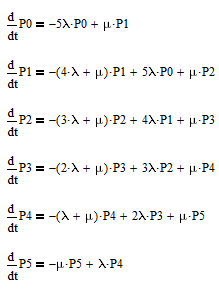 d/dt P0 = −5λ·P0 + μ·P1
d/dt P1 = −(4·λ + μ)·P1 + 5λ·P0 + μ·P2
d/dt P2 = −(3·λ + μ)·P2 + 4λ·P1 + μ·P3
d/dt P3 = −(2·λ + μ)·P3 + 3λ·P2 + μ·P4
d/dt P4 = −(λ + μ)·P4 + 2λ·P3 + μ·P5
d/dt P5 = −μ·P5 + λ·P4